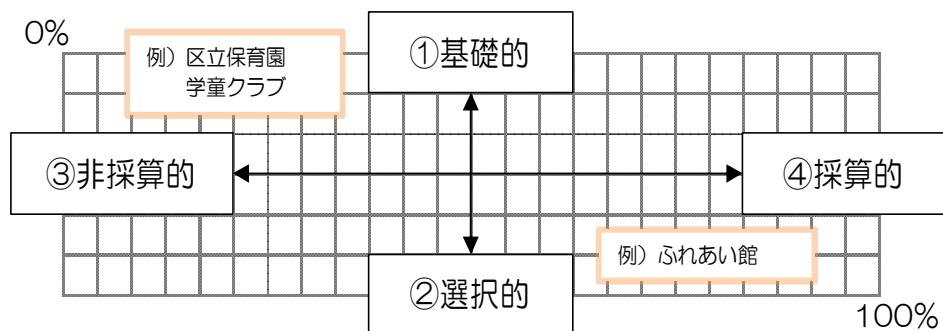 0%
例）区立保育園
学童クラブ
①基礎的
③非採算的
④採算的
例）ふれあい館
②選択的
100%